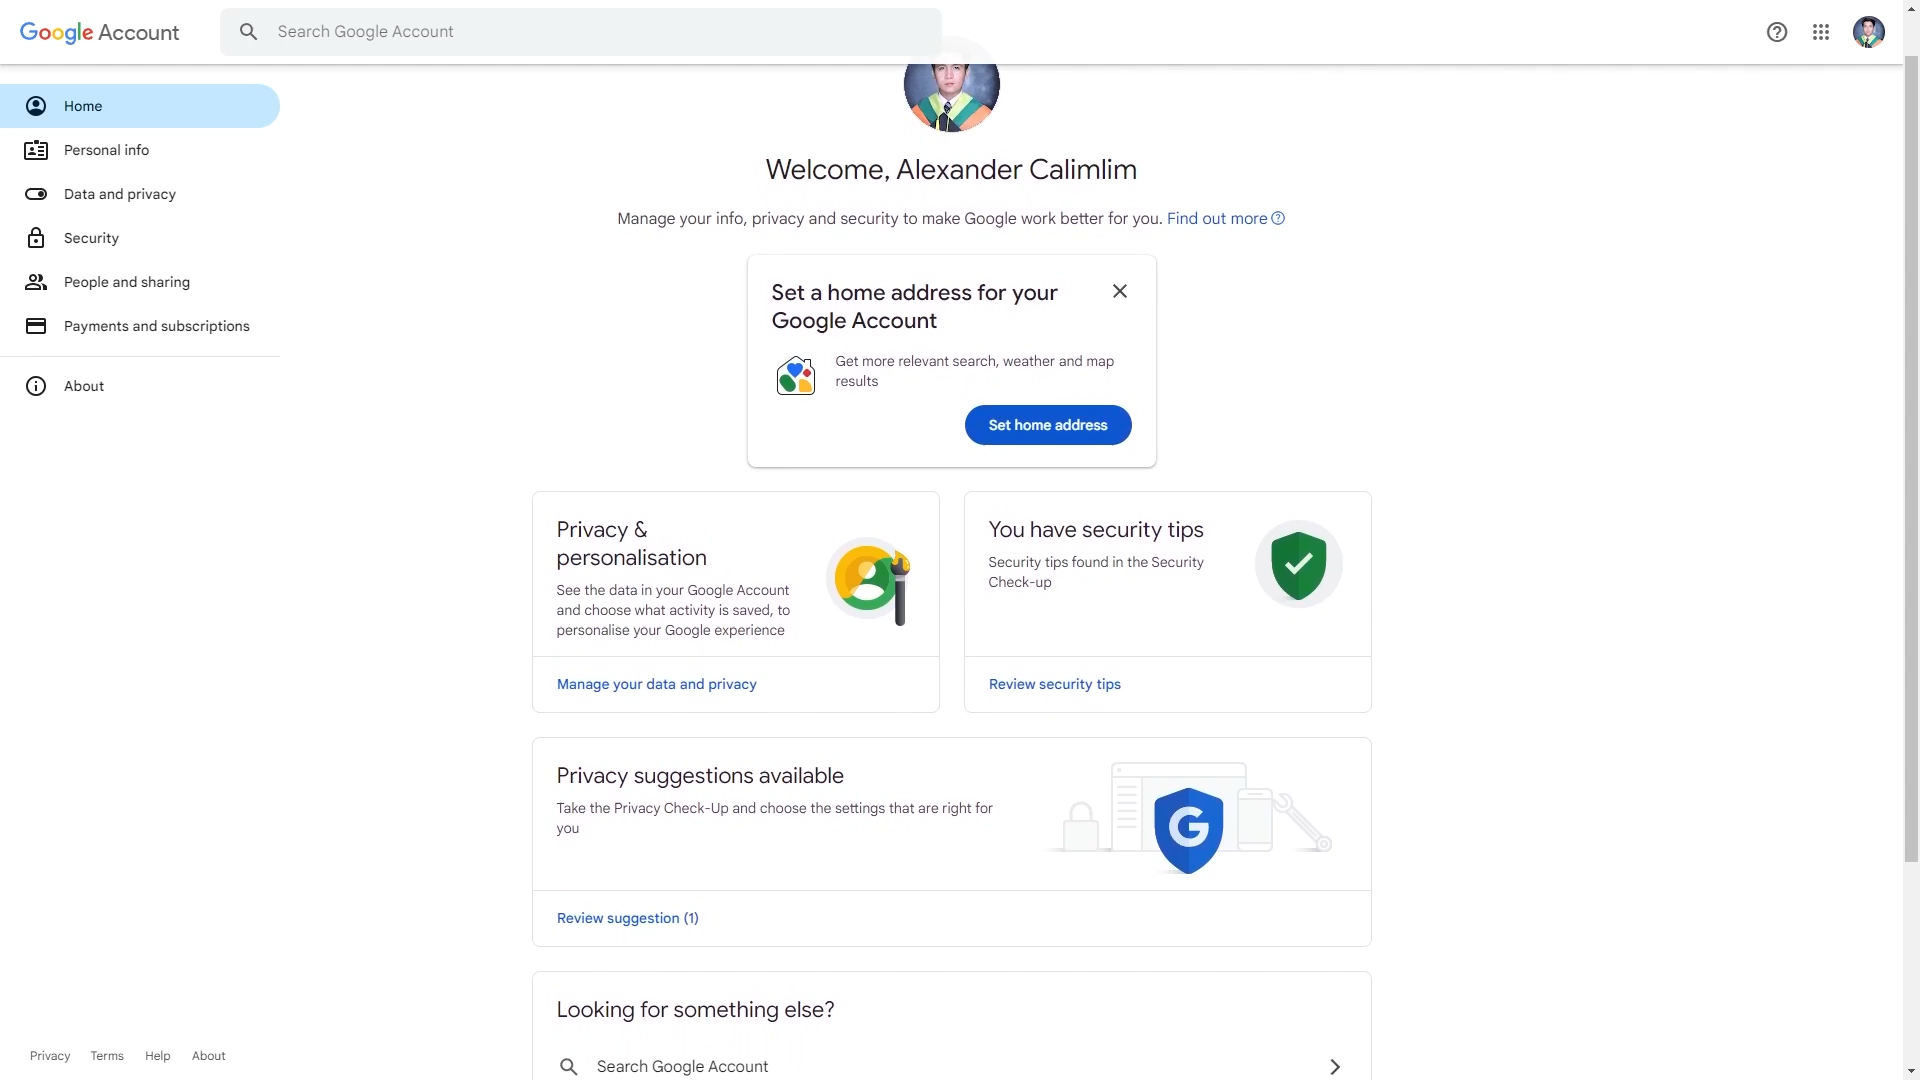 Google Account
Search Google Account
Home
Personal info
Data and privacy
Security
People and sharing
Payments and subscriptions
About
Welcome, Alexander Calimlim
Manage your info, privacy and security to make Google work better for you. Find out more
Set a home address for your
Google Account
Get more relevant search, weather and map
results
Set home address
Privacy &
personalisation
See the data in your Google Account
and choose what activity is saved, to
personalise your Google experience
Manage your data and privacy
You have security tips
Security tips found in the Security
Check-up
Review security tips
Privacy suggestions available
Take the Privacy Check-Up and choose the settings that are right for
you
G
Review suggestion (1)
Looking for something else?
Search Google Account
Privacy Terms Help About